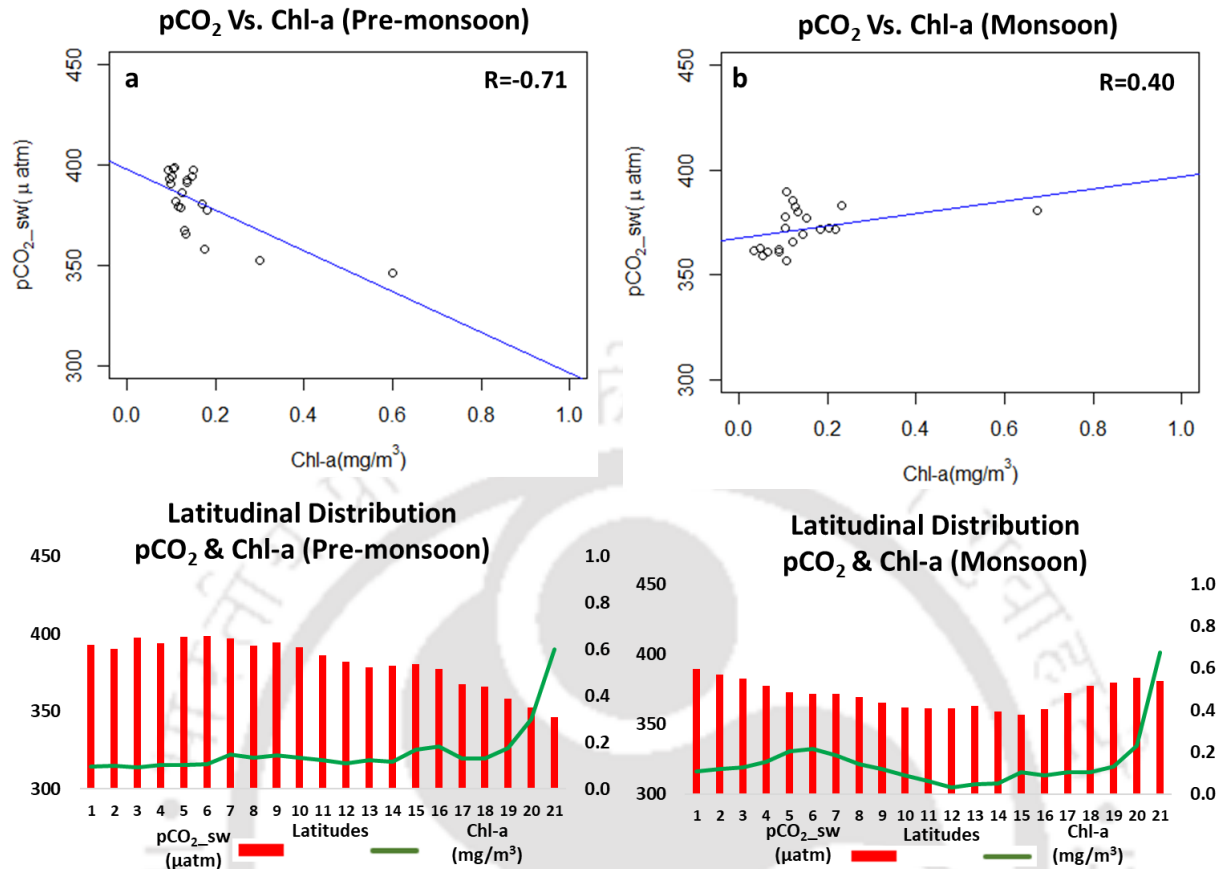 pCO₂ Vs. Chl-a (Pre-monsoon)
a
R=-0.71
450
400
350
300
pCO₂_sw( μ atm)
0.0 0.2 0.4 0.6 0.8 1.0
Chl-a(mg/m³)
pCO₂ Vs. Chl-a (Monsoon)
b
R=0.40
450
400
350
300
pCO₂_sw( μ atm)
0.0 0.2 0.4 0.6 0.8 1.0
Chl-a(mg/m³)
Latitudinal Distribution
pCO₂ & Chl-a (Pre-monsoon)
450
400
350
300
1.0
0.8
0.6
0.4
0.2
0.0
1 2 3 4 5 6 7 8 9 10 11 12 13 14 15 16 17 18 19 20 21
pCO₂_sw
(μatm)
Latitudes
Chl-a
(mg/m³)
Latitudinal Distribution
pCO₂ & Chl-a (Monsoon)
450
400
350
300
1.0
0.8
0.6
0.4
0.2
0.0
1 2 3 4 5 6 7 8 9 10 11 12 13 14 15 16 17 18 19 20 21
pCO₂_sw
(μatm)
Latitudes
Chl-a
(mg/m³)